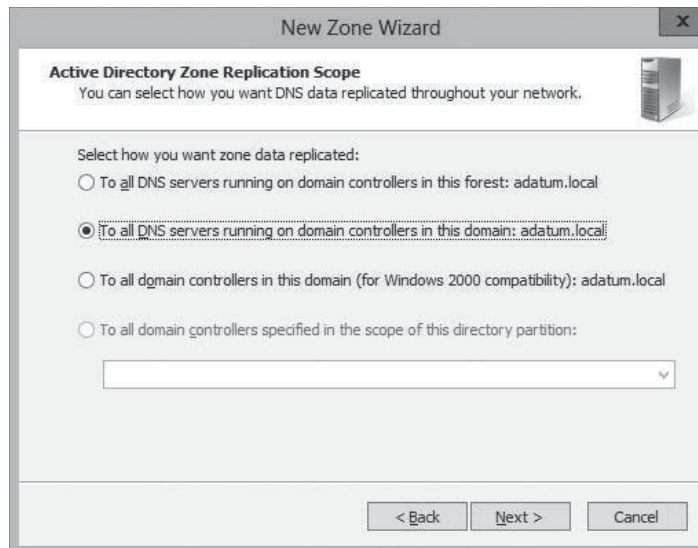 New Zone Wizard
x
Active Directory Zone Replication Scope
You can select how you want DNS data replicated throughout your network.
Select how you want zone data replicated:
To all DNS servers running on domain controllers in this forest: adatum.local
To all DNS servers running on domain controllers in this domain: adatum.local
To all domain controllers in this domain (for Windows 2000 compatibility): adatum.local
To all domain controllers specified in the scope of this directory partition:
< Back
Next >
Cancel